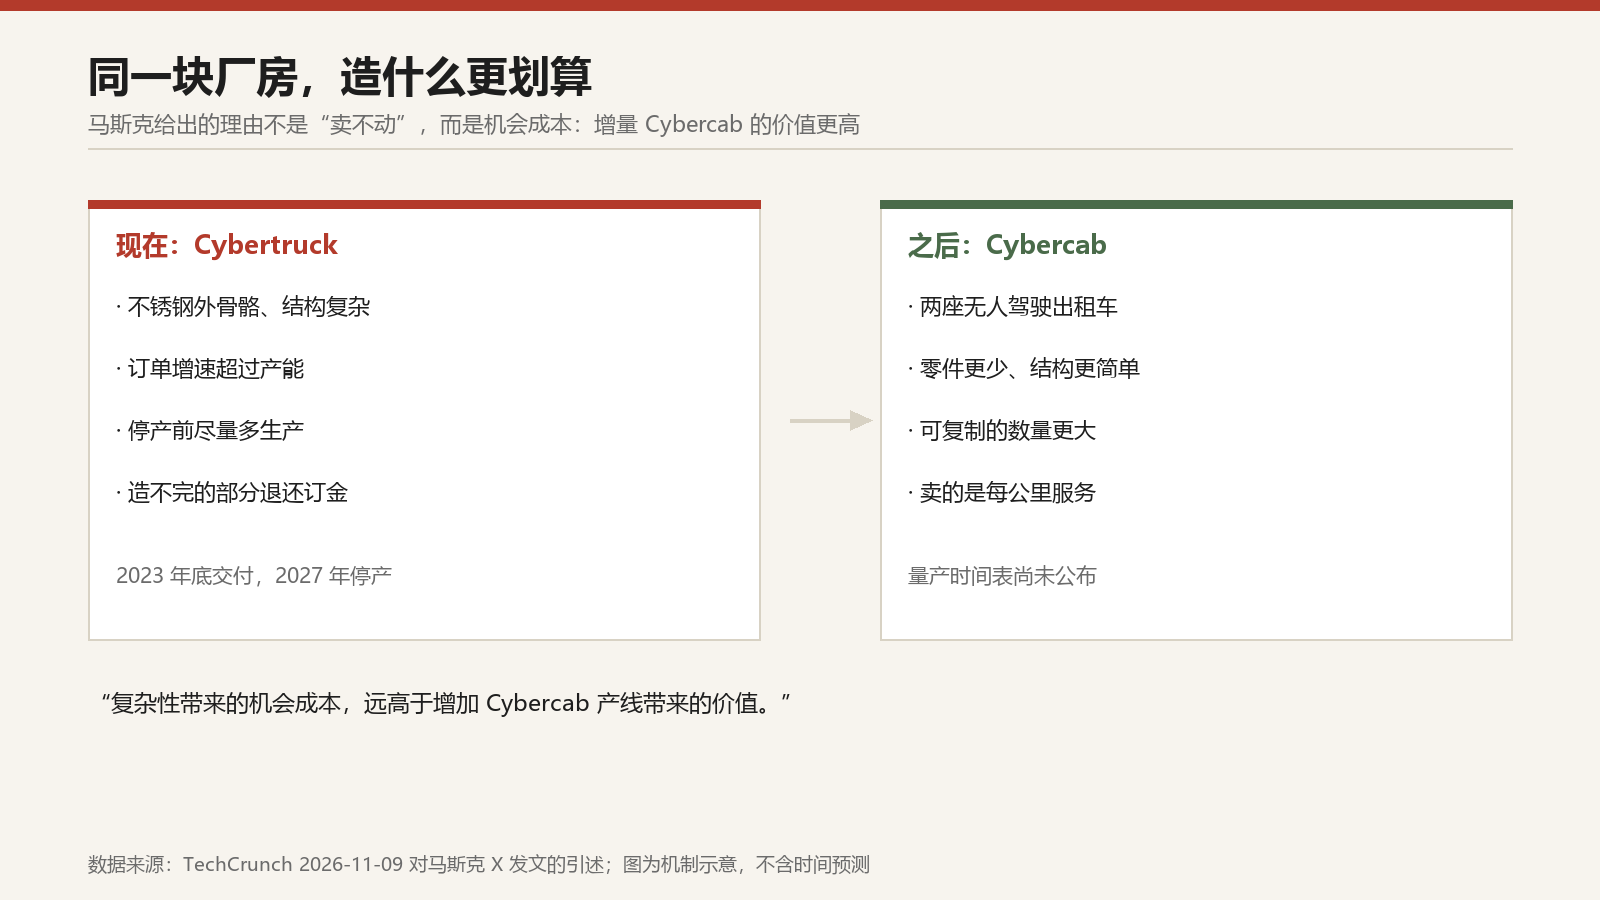 同一块厂房，造什么更划算
马斯克给出的理由不是“卖不动”，而是机会成本：增量 Cybercab 的价值更高
现在：Cybertruck
· 不锈钢外骨骼、结构复杂
· 订单增速超过产能
· 停产前尽量多生产
· 造不完的部分退还订金
2023 年底交付，2027 年停产
之后：Cybercab
· 两座无人驾驶出租车
· 零件更少、结构更简单
· 可复制的数量更大
· 卖的是每公里服务
量产时间表尚未公布
“复杂性带来的机会成本，远高于增加 Cybercab 产线带来的价值。”
数据来源：TechCrunch 2026-11-09 对马斯克 X 发文的引述；图为机制示意，不含时间预测